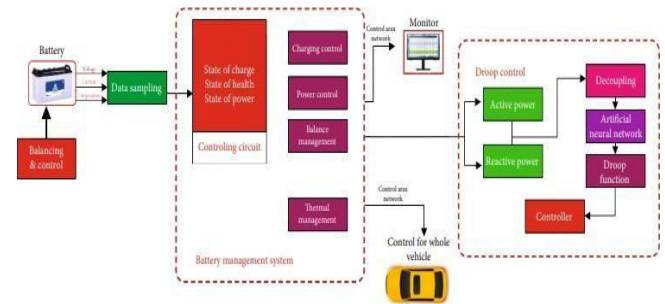 Battery
Voltage
Current
Temperature
Data sampling
Balancing
& control
State of charge
State of health
State of power
Controling circuit
Charging control
Power control
Balance
management
Thermal
management
Battery management system
Control area
network
Monitor
Control area
network
Control for whole
vehicle
Droop control
Active power
Reactive power
Decoupling
Artificial
neural network
Droop
function
Controller